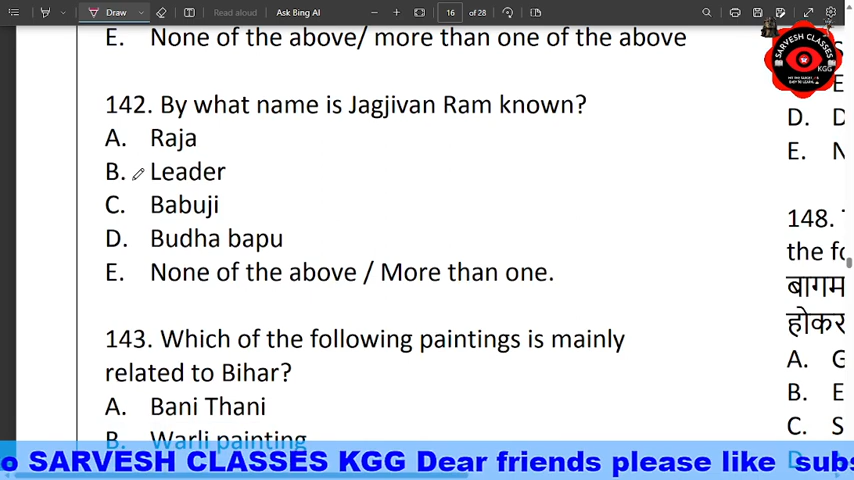 Draw
Read aloud
Ask Bing AI
16
of 28
SARVESH CLASSES
KGG
E. None of the above/ more than one of the above
142. By what name is Jagjivan Ram known?
A. Raja
B. Leader
C. Babuji
D. Budha bapu
E. None of the above / More than one.
143. Which of the following paintings is mainly
related to Bihar?
A. Bani Thani
B. Warli painting
E
D. D
E. N
148.
the fo
बागम
होकर
A. G
B. E
C. S
D
o SARVESH CLASSES KGG Dear friends please like subs